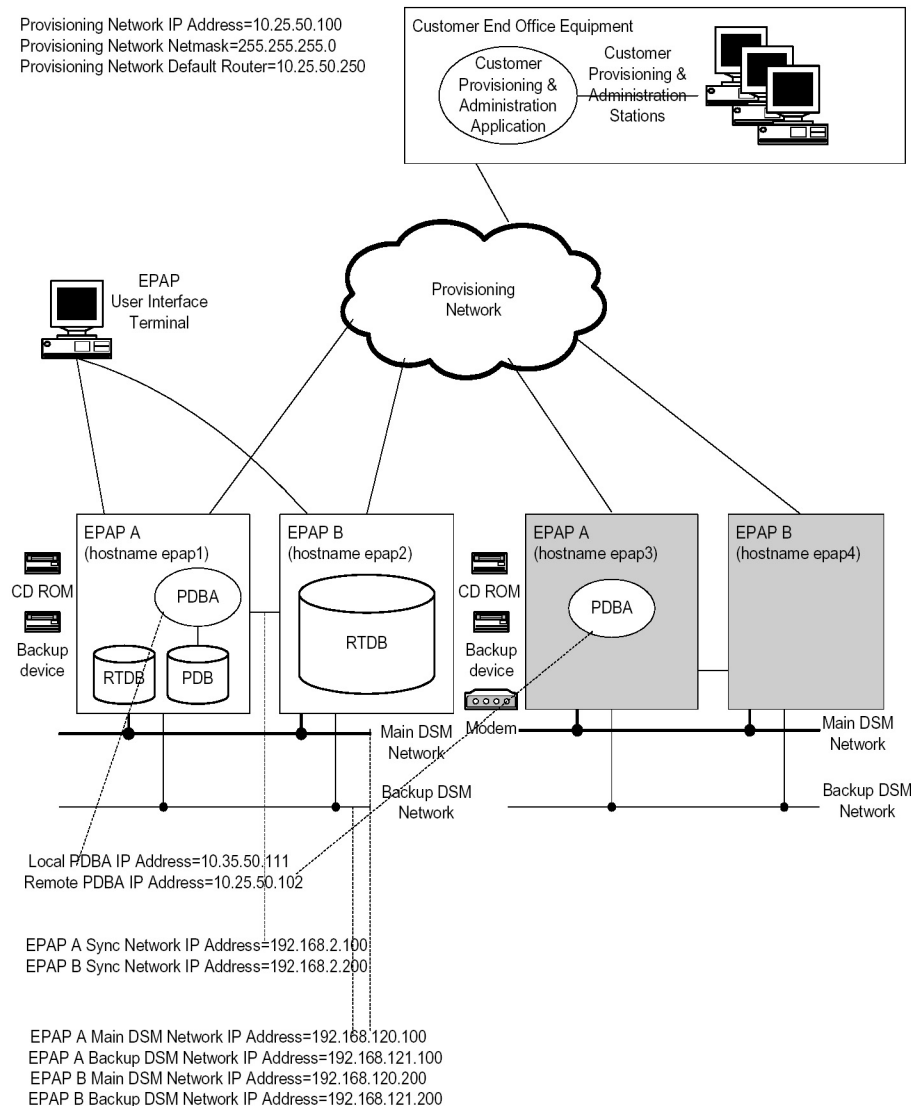 Provisioning Network IP Address=10.25.50.100
Provisioning Network Netmask=255.255.255.0
Provisioning Network Default Router=10.25.50.250
Customer End Office Equipment
Customer
Provisioning &
Administration
Application
Customer
Provisioning &
Administration
Stations
Provisioning
Network
EPAP
User Interface
Terminal
EPAP A
(hostname epap1)
PDBA
RTDB
PDB
EPAP B
(hostname epap2)
RTDB
EPAP A
(hostname epap3)
PDBA
EPAP B
(hostname epap4)
CD ROM
Backup
device
CD ROM
Backup
device
Modem
Main DSM
Network
Main DSM
Network
Backup DSM
Network
Backup DSM
Network
Local PDBA IP Address=10.35.50.111
Remote PDBA IP Address=10.25.50.102
EPAP A Sync Network IP Address=192.168.2.100
EPAP B Sync Network IP Address=192.168.2.200
EPAP A Main DSM Network IP Address=192.168.120.100
EPAP A Backup DSM Network IP Address=192.168.121.100
EPAP B Main DSM Network IP Address=192.168.120.200
EPAP B Backup DSM Network IP Address=192.168.121.200